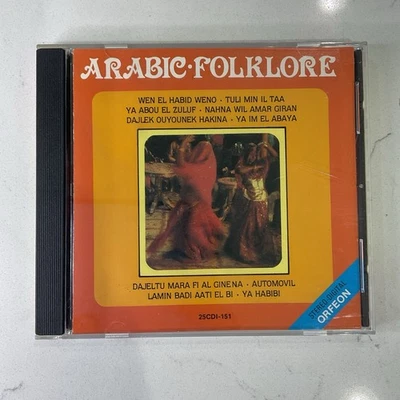 ARABIC·FOLKLORE
WEN EL HABID WENO · TULI MIN IL TAA
YA ABOU EL ZULUF · NAHNA WIL AMAR GIRAN
DAJLEK OUYOUNEK HAKINA · YA IM EL ABAYA
DAJELTU MARA FI AL GINENA · AUTOMOVIL
LAMIN BADI AATI EL BI · YA HABIBI
25CDI-151
ORFEON